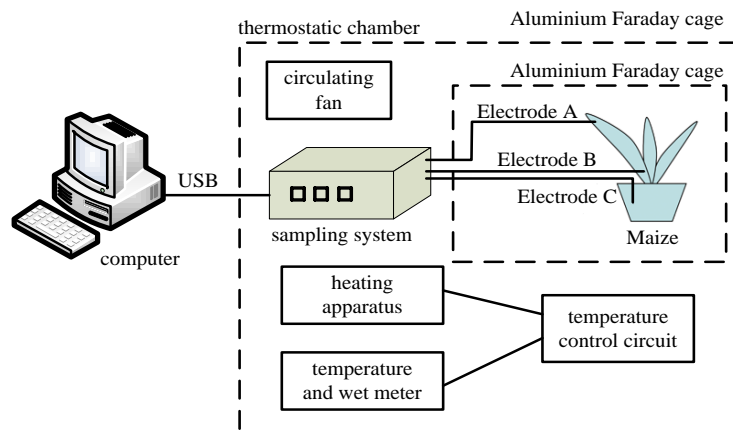 Aluminium Faraday cage
thermostatic chamber
circulating
fan
Aluminium Faraday cage
Electrode A
Electrode B
Electrode C
USB
sampling system
Maize
computer
heating
apparatus
temperature
control circuit
temperature
and wet meter